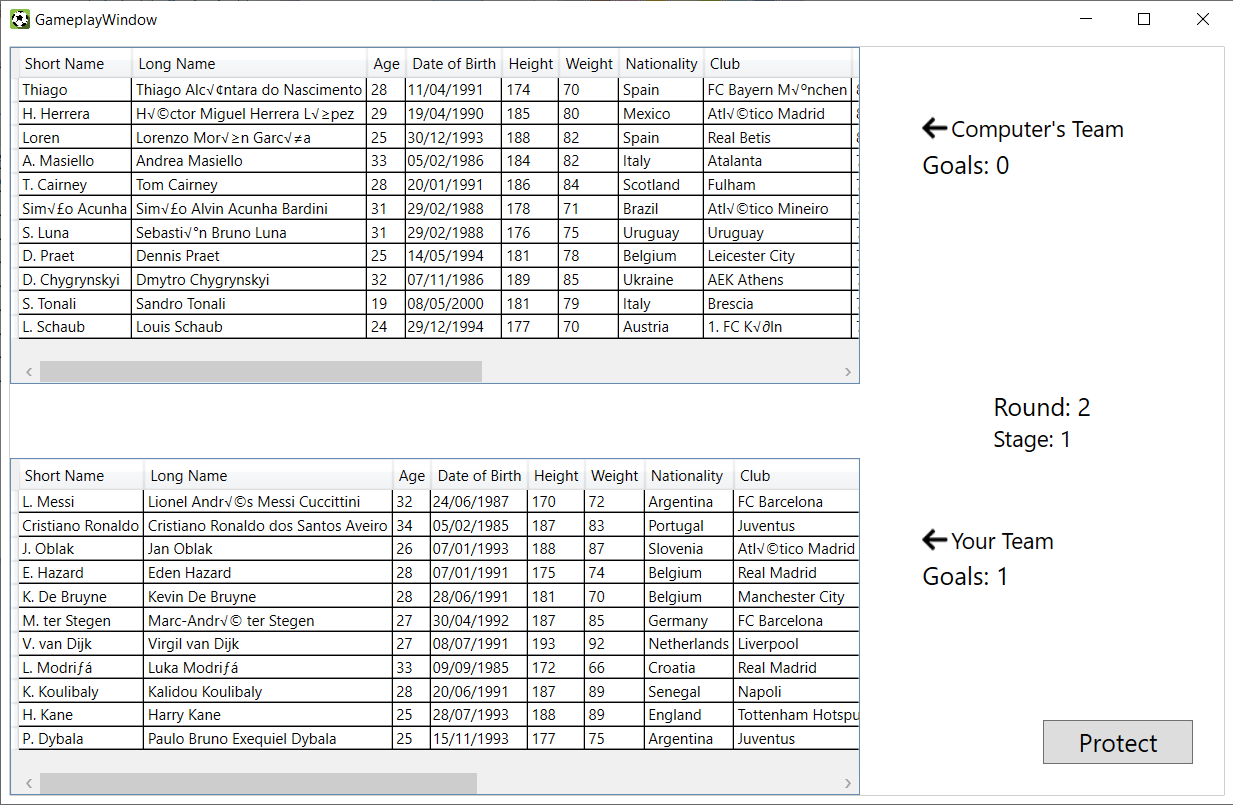 GameplayWindow
Short Name Long Name Age Date of Birth Height Weight Nationality Club
Thiago Thiago Alc√¢ntara do Nascimento 28 11/04/1991 174 70 Spain FC Bayern M√ºnchen
H. Herrera H√©ctor Miguel Herrera L√≥pez 29 19/04/1990 185 80 Mexico Atl√©tico Madrid
Loren Lorenzo Mor√≥n Garc√≠a 25 30/12/1993 188 82 Spain Real Betis
A. Masiello Andrea Masiello 33 05/02/1986 184 82 Italy Atalanta
T. Cairney Tom Cairney 28 20/01/1991 186 84 Scotland Fulham
Sim√£o Acunha Sim√£o Alvin Acunha Bardini 31 29/02/1988 178 71 Brazil Atl√©tico Mineiro
S. Luna Sebasti√°n Bruno Luna 31 29/02/1988 176 75 Uruguay Uruguay
D. Praet Dennis Praet 25 14/05/1994 181 78 Belgium Leicester City
D. Chygrynskyi Dmytro Chygrynskyi 32 07/11/1986 189 85 Ukraine AEK Athens
S. Tonali Sandro Tonali 19 08/05/2000 181 79 Italy Brescia
L. Schaub Louis Schaub 24 29/12/1994 177 70 Austria 1. FC K√∂ln
Computer's Team
Goals: 0
Round: 2
Stage: 1
Short Name Long Name Age Date of Birth Height Weight Nationality Club
L. Messi Lionel Andr√©s Messi Cuccittini 32 24/06/1987 170 72 Argentina FC Barcelona
Cristiano Ronaldo Cristiano Ronaldo dos Santos Aveiro 34 05/02/1985 187 83 Portugal Juventus
J. Oblak Jan Oblak 26 07/01/1993 188 87 Slovenia Atl√©tico Madrid
E. Hazard Eden Hazard 28 07/01/1991 175 74 Belgium Real Madrid
K. De Bruyne Kevin De Bruyne 28 28/06/1991 181 70 Belgium Manchester City
M. ter Stegen Marc-Andr√© ter Stegen 27 30/04/1992 187 85 Germany FC Barcelona
V. van Dijk Virgil van Dijk 27 08/07/1991 193 92 Netherlands Liverpool
L. Modriƒá Luka Modriƒá 33 09/09/1985 172 66 Croatia Real Madrid
K. Koulibaly Kalidou Koulibaly 28 20/06/1991 187 89 Senegal Napoli
H. Kane Harry Kane 25 28/07/1993 188 89 England Tottenham Hotspu
P. Dybala Paulo Bruno Exequiel Dybala 25 15/11/1993 177 75 Argentina Juventus
Your Team
Goals: 1
Protect